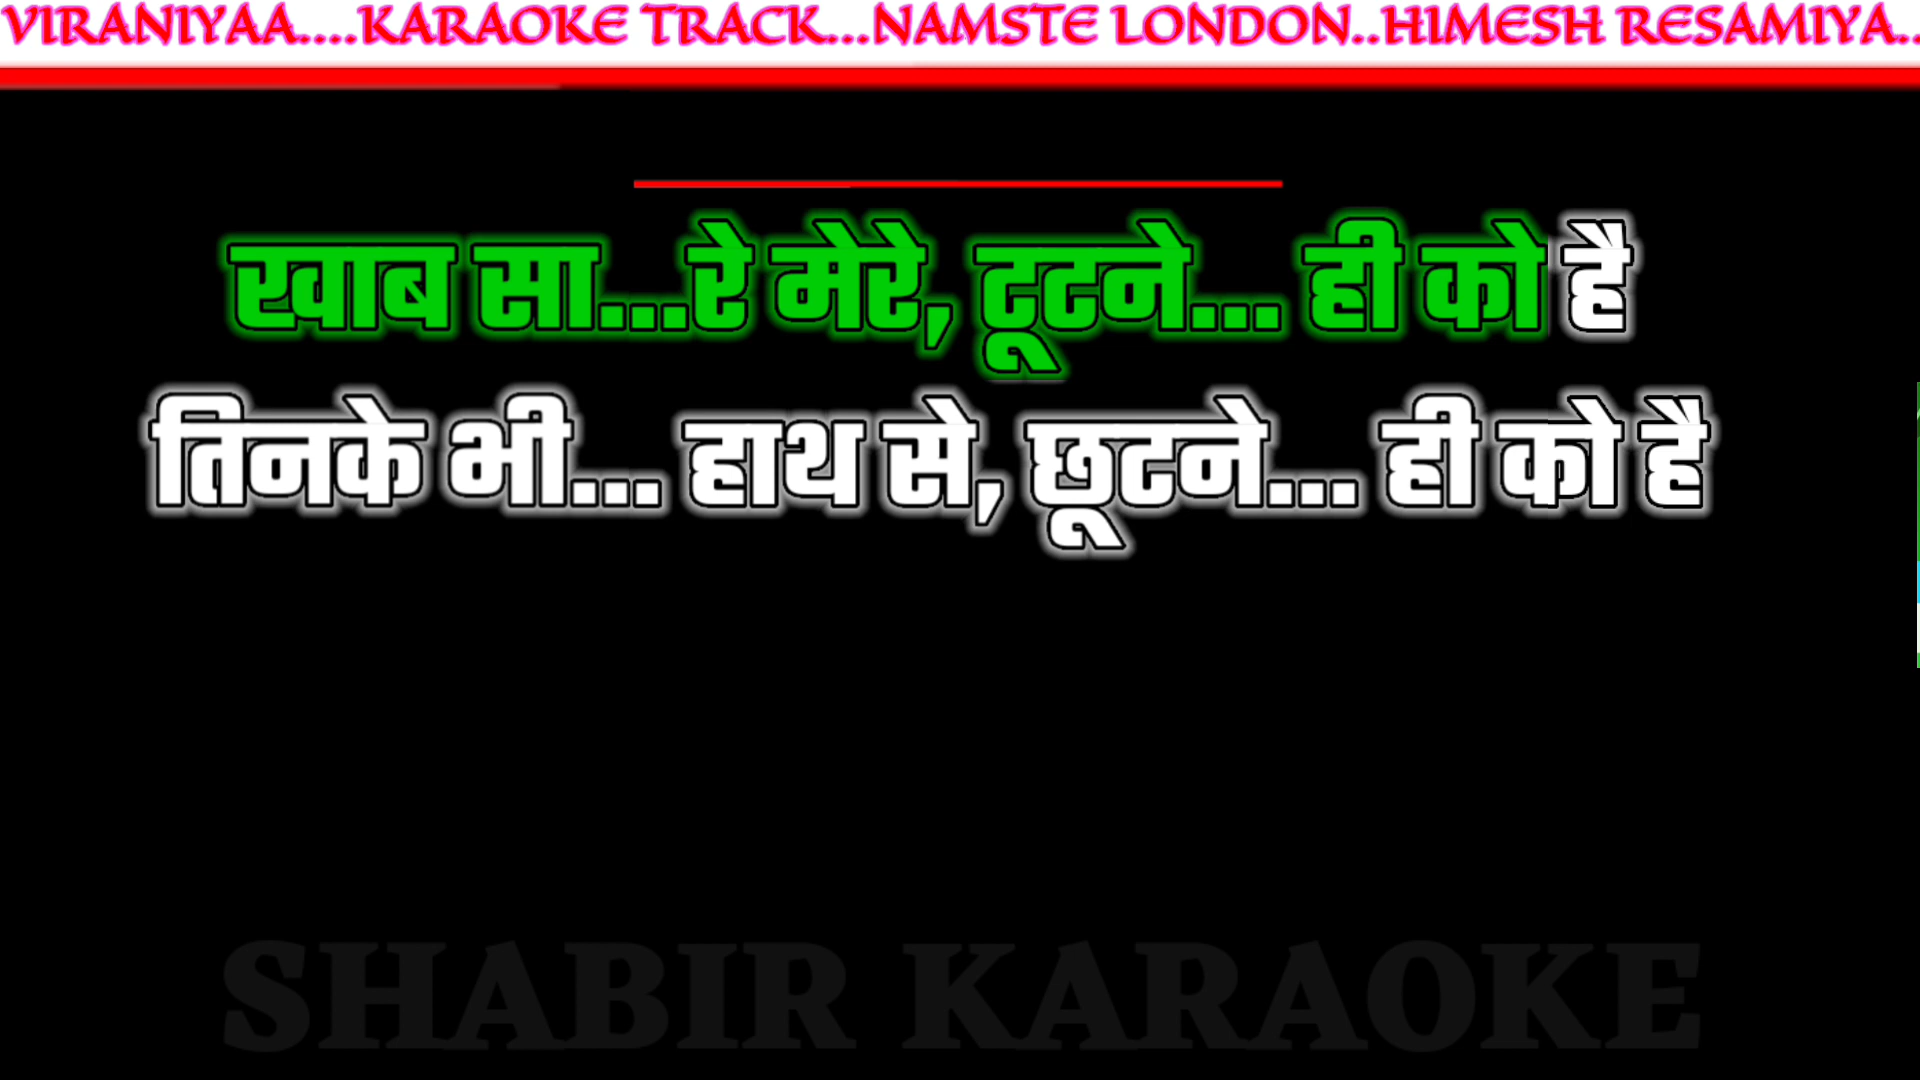 VIRANIYAA....KARAOKE TRACK...NAMSTE LONDON..HIMESH RESAMIYA..
खाब सा...रे मेरे, टूटने... ही को है
तिनके भी... हाथ से, छूटने... ही को है
SHABIR KARAOKE